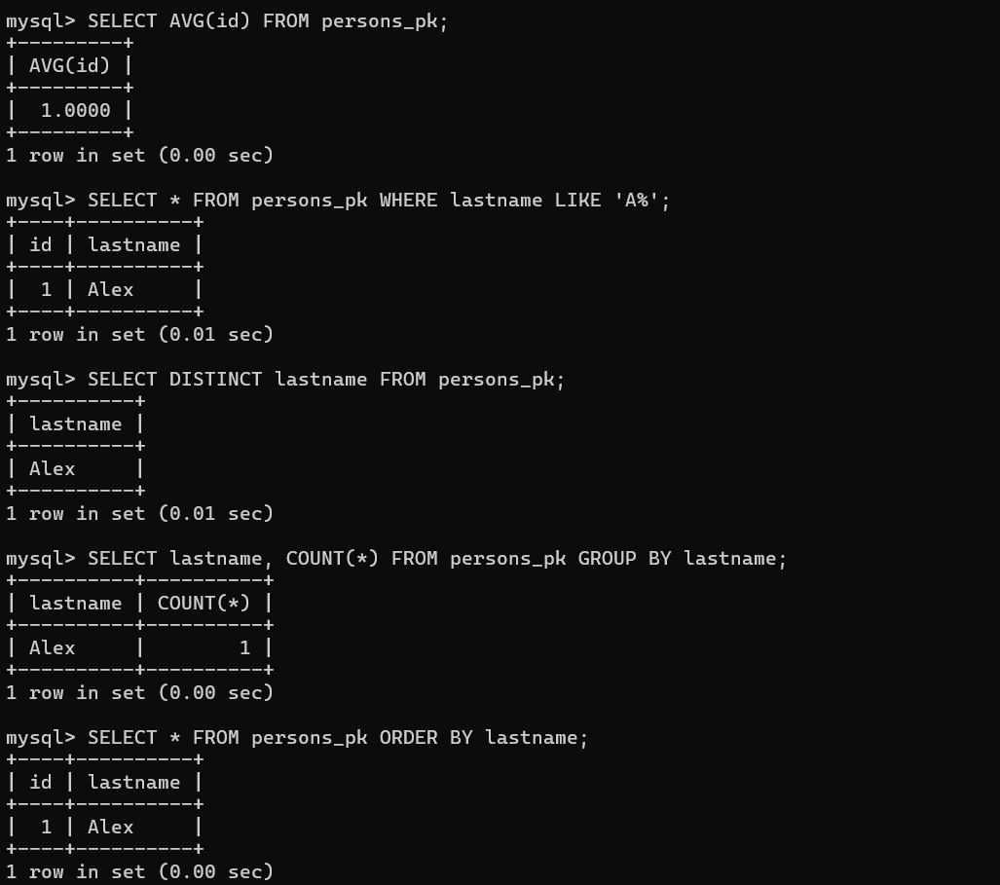 mysql> SELECT AVG(id) FROM persons_pk;
+---------+
| AVG(id) |
+---------+
|  1.0000 |
+---------+
1 row in set (0.00 sec)

mysql> SELECT * FROM persons_pk WHERE lastname LIKE 'A%';
+----+----------+
| id | lastname |
+----+----------+
|  1 | Alex     |
+----+----------+
1 row in set (0.01 sec)

mysql> SELECT DISTINCT lastname FROM persons_pk;
+----------+
| lastname |
+----------+
| Alex     |
+----------+
1 row in set (0.01 sec)

mysql> SELECT lastname, COUNT(*) FROM persons_pk GROUP BY lastname;
+----------+----------+
| lastname | COUNT(*) |
+----------+----------+
| Alex     |        1 |
+----------+----------+
1 row in set (0.00 sec)

mysql> SELECT * FROM persons_pk ORDER BY lastname;
+----+----------+
| id | lastname |
+----+----------+
|  1 | Alex     |
+----+----------+
1 row in set (0.00 sec)